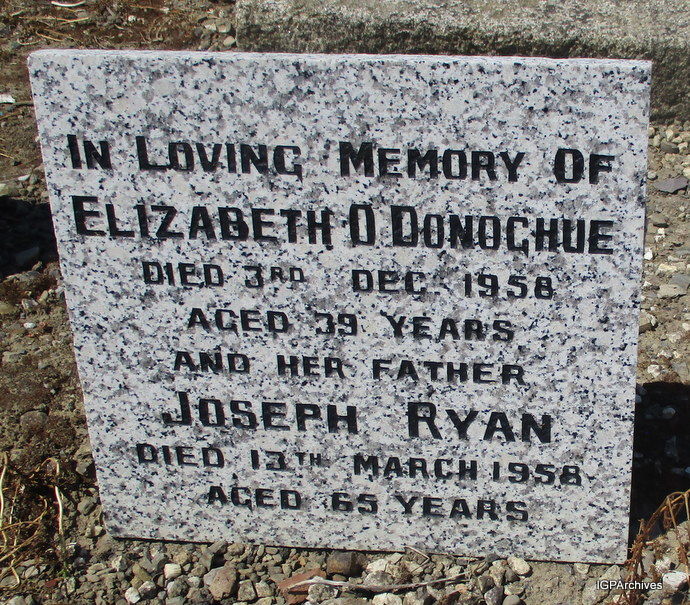 IN LOVING MEMORY OF
ELIZABETH O DONOGHUE
DIED 3RD DEC 1958
AGED 39 YEARS
AND HER FATHER
JOSEPH RYAN
DIED 13TH MARCH 1958
AGED 65 YEARS
IGPArchives